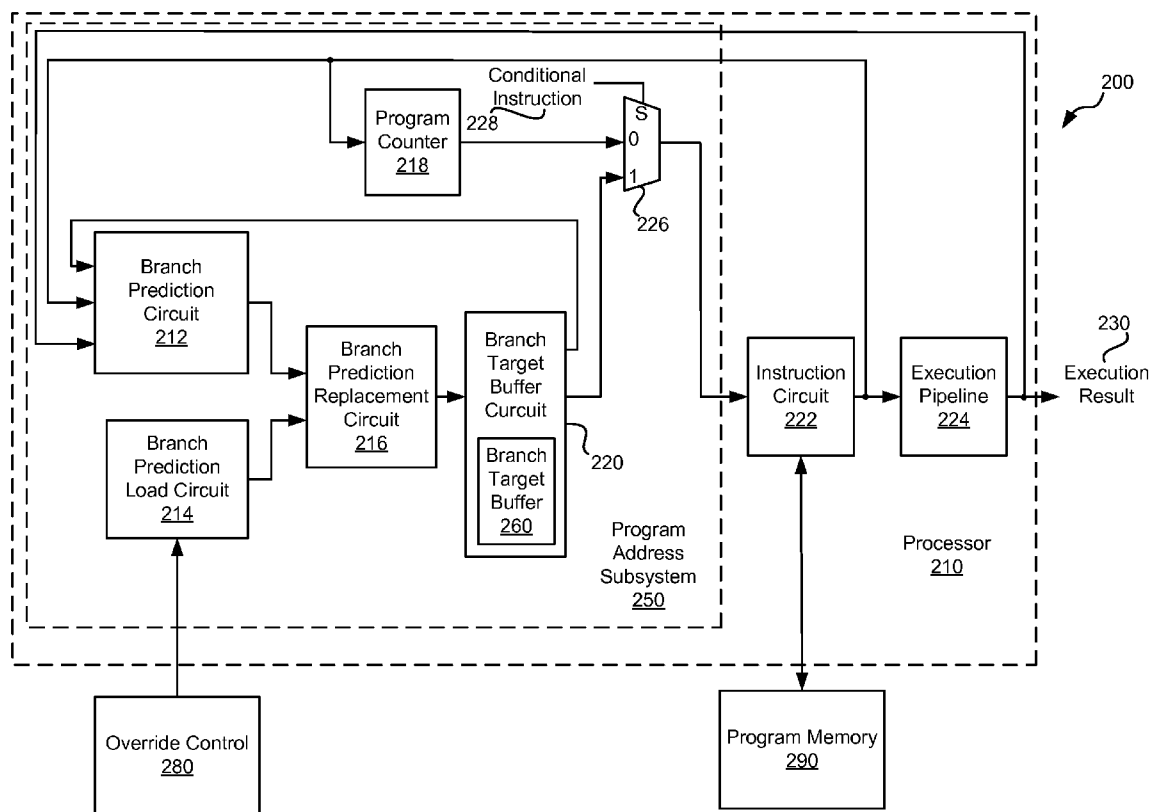 Conditional
Instruction
228
S
0
1
226
200
Program
Counter
218
Branch
Prediction
Circuit
212
Branch
Prediction
Load Circuit
214
Branch
Prediction
Replacement
Circuit
216
Branch
Target
Buffer
Curcuit
220
Branch
Target
Buffer
260
Program
Address
Subsystem
250
Instruction
Circuit
222
Execution
Pipeline
224
230
Execution
Result
Processor
210
Override Control
280
Program Memory
290